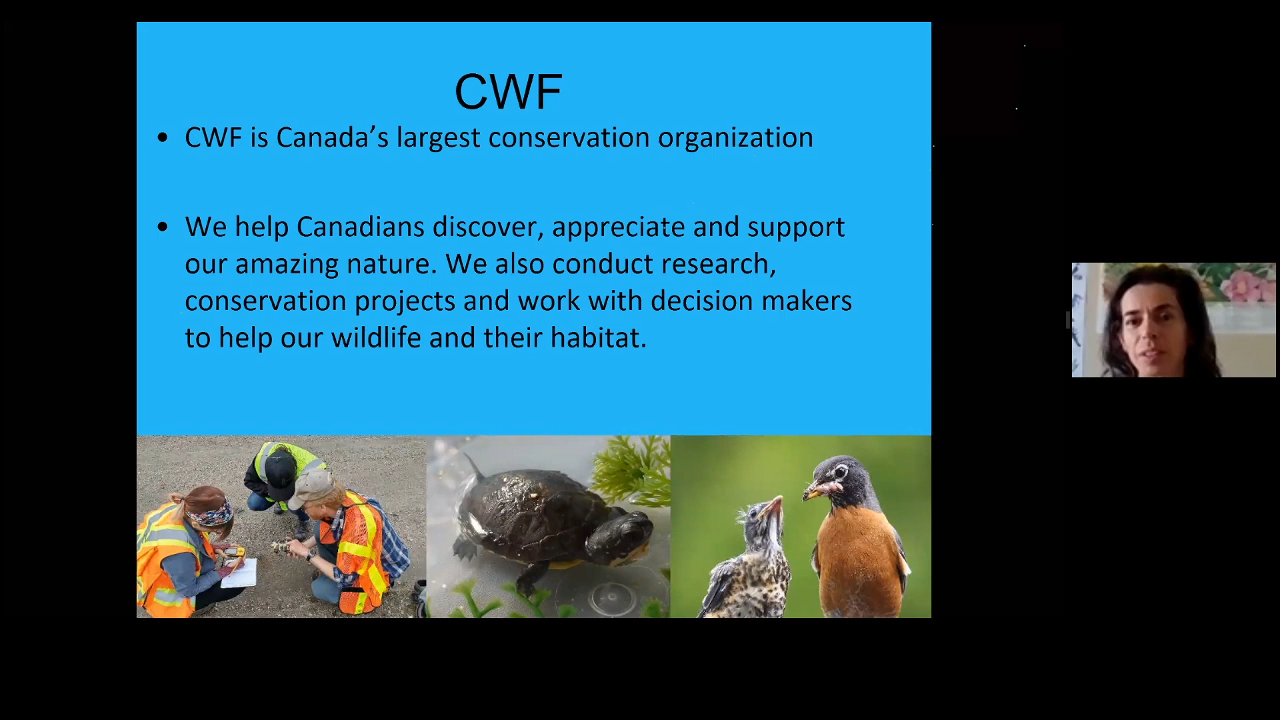 CWF
• CWF is Canada’s largest conservation organization
• We help Canadians discover, appreciate and support
our amazing nature. We also conduct research,
conservation projects and work with decision makers
to help our wildlife and their habitat.